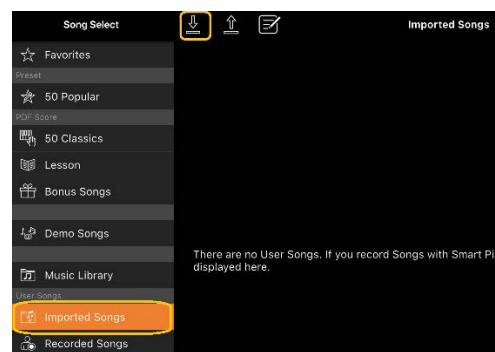 Song Select
Imported Songs
Favorites
Preset
50 Popular
PDF Score
50 Classics
Lesson
Bonus Songs
Demo Songs
Music Library
User Songs
Imported Songs
Recorded Songs
There are no User Songs. If you record Songs with Smart Pi
displayed here.